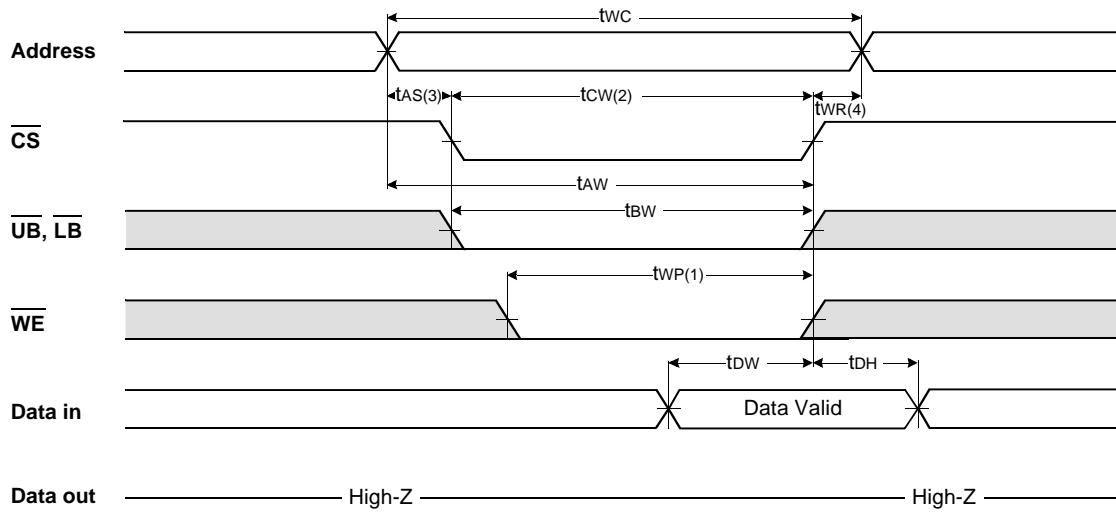 tWC
Address
tAS(3) tCW(2) tWR(4)
CS
tAW
UB, LB
tBW
tWP(1)
WE
tDW tDH
Data in
Data Valid
Data out
High-Z High-Z